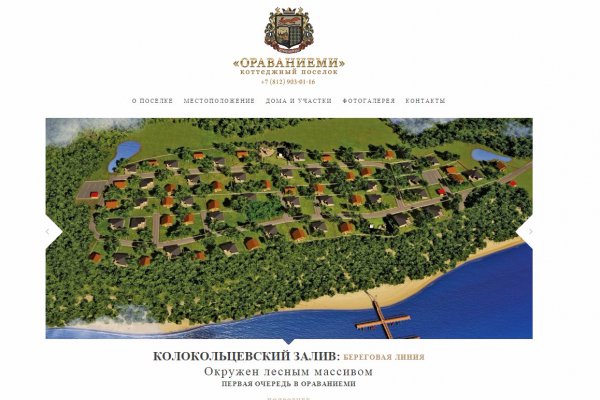 «ОРАВАНИЕМИ»
коттеджный поселок
+7 (812) 903-01-16
О ПОСЕЛКЕ МЕСТОПОЛОЖЕНИЕ ДОМА И УЧАСТКИ ФОТОГАЛЕРЕЯ КОНТАКТЫ
КОЛОКОЛЬЦЕВСКИЙ ЗАЛИВ: БЕРЕГОВАЯ ЛИНИЯ
Окружен лесным массивом
ПЕРВАЯ ОЧЕРЕДЬ В ОРАВАНИЕМИ